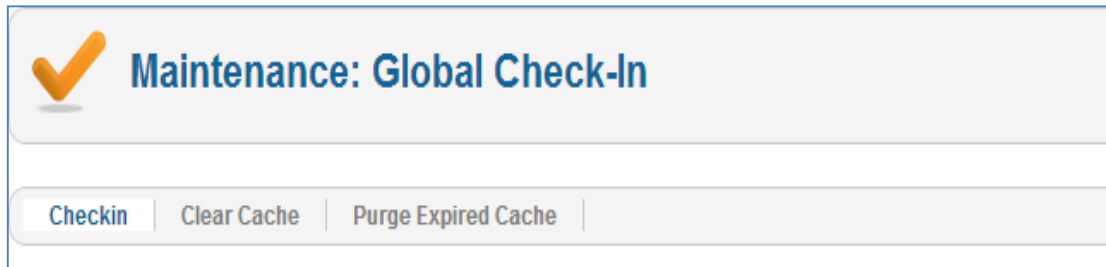 Maintenance: Global Check-In
Checkin Clear Cache Purge Expired Cache